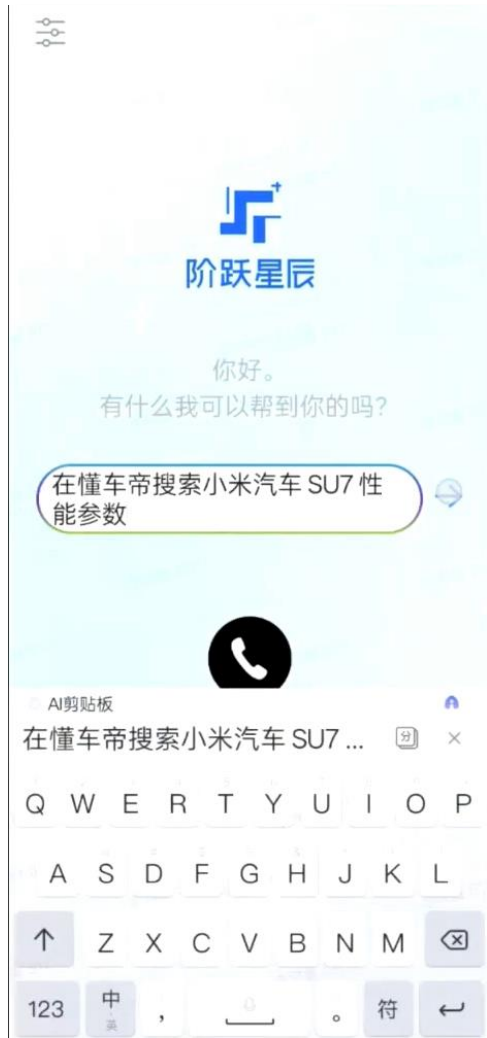 阶跃星辰
你好。
有什么我可以帮到你的吗?
在懂车帝搜索小米汽车 SU7 性
能参数
AI剪贴板
在懂车帝搜索小米汽车 SU7 ...
分
Q W E R T Y U I O P
A S D F G H J K L
Z X C V B N M
123 中 英 , 。 符